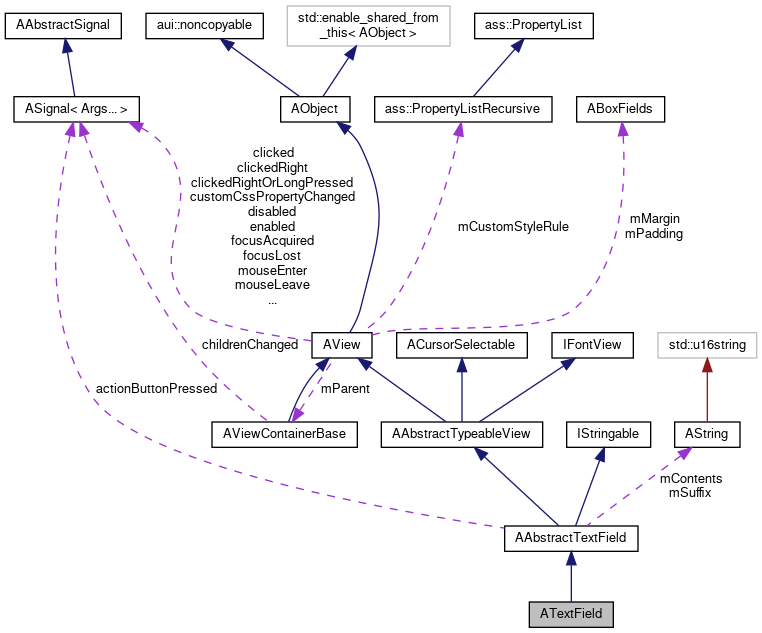 AAbstractSignal
aui::noncopyable
std::enable_shared_from
_this< AObject >
ass::PropertyList
ASignal< Args... >
AObject
ass::PropertyListRecursive
ABoxFields
clicked
clickedRight
clickedRightOrLongPressed
customCssPropertyChanged
disabled
enabled
focusAcquired
focusLost
mouseEnter
mouseLeave
...
mCustomStyleRule
mMargin
mPadding
childrenChanged
AView
ACursorSelectable
IFontView
std::u16string
actionButtonPressed
mParent
AViewContainerBase
AAbstractTypeableView
IStringable
AString
mContents
mSuffix
AAbstractTextField
ATextField